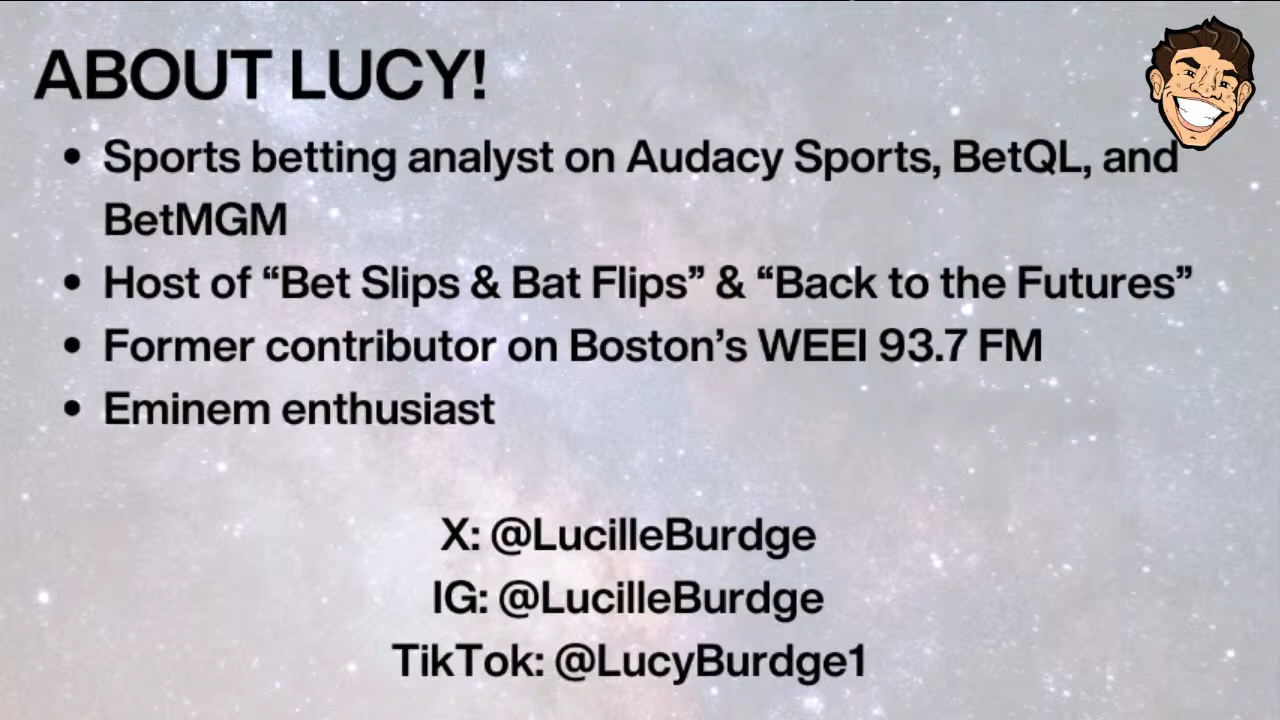 ABOUT LUCY!
• Sports betting analyst on Audacy Sports, BetQL, and
BetMGM
• Host of “Bet Slips & Bat Flips” & “Back to the Futures”
• Former contributor on Boston’s WEEI 93.7 FM
• Eminem enthusiast
X: @LucilleBurdge
IG: @LucilleBurdge
TikTok: @LucyBurdge1